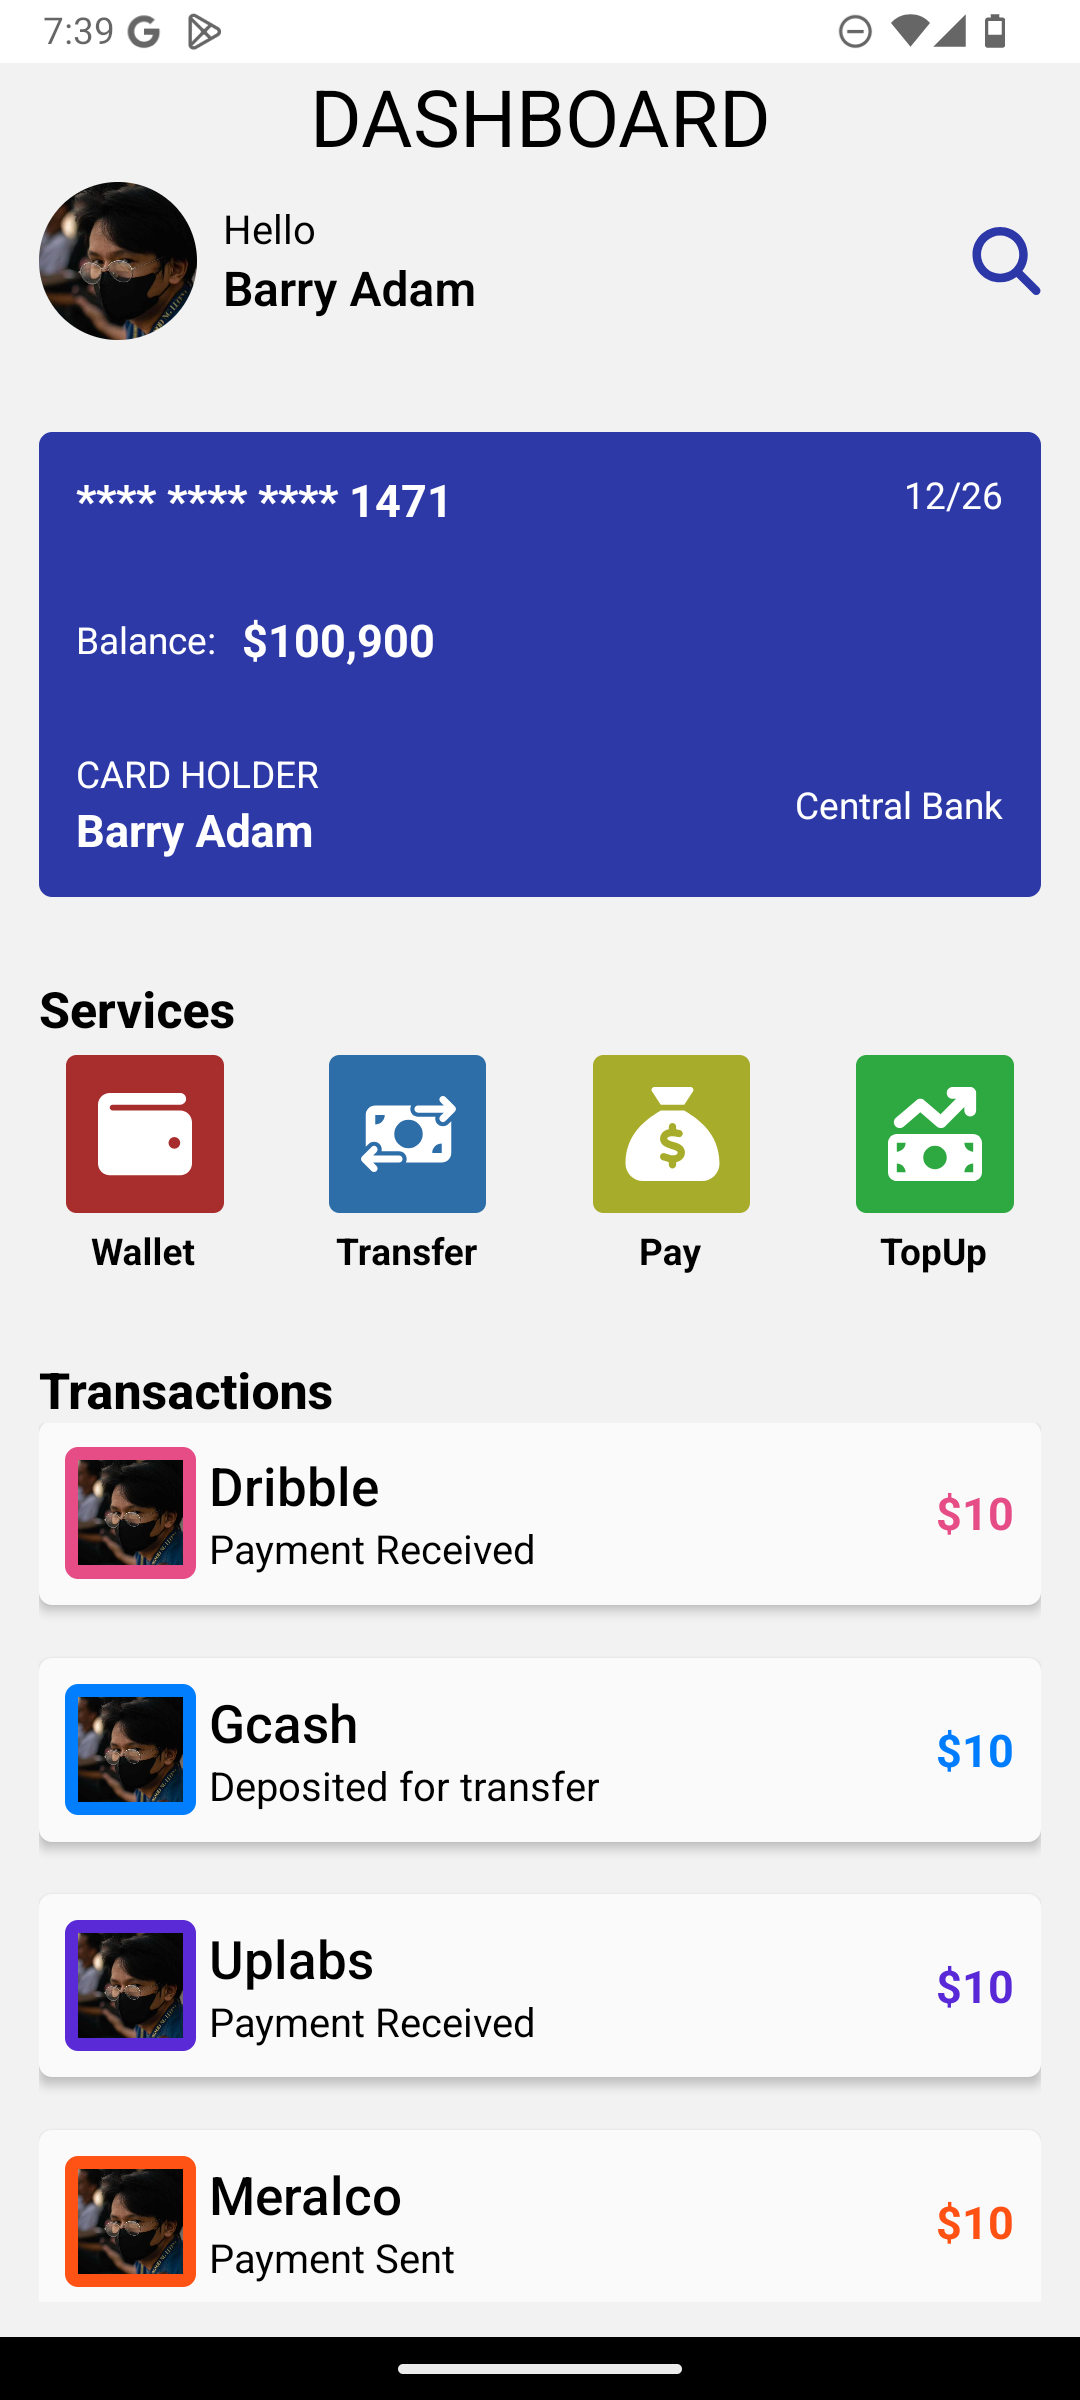 7:39
DASHBOARD
Hello
Barry Adam
**** **** **** 1471
12/26
Balance: $100,900
CARD HOLDER
Barry Adam
Central Bank
Services
Wallet
Transfer
Pay
TopUp
Transactions
Dribble
Payment Received
$10
Gcash
Deposited for transfer
$10
Uplabs
Payment Received
$10
Meralco
Payment Sent
$10